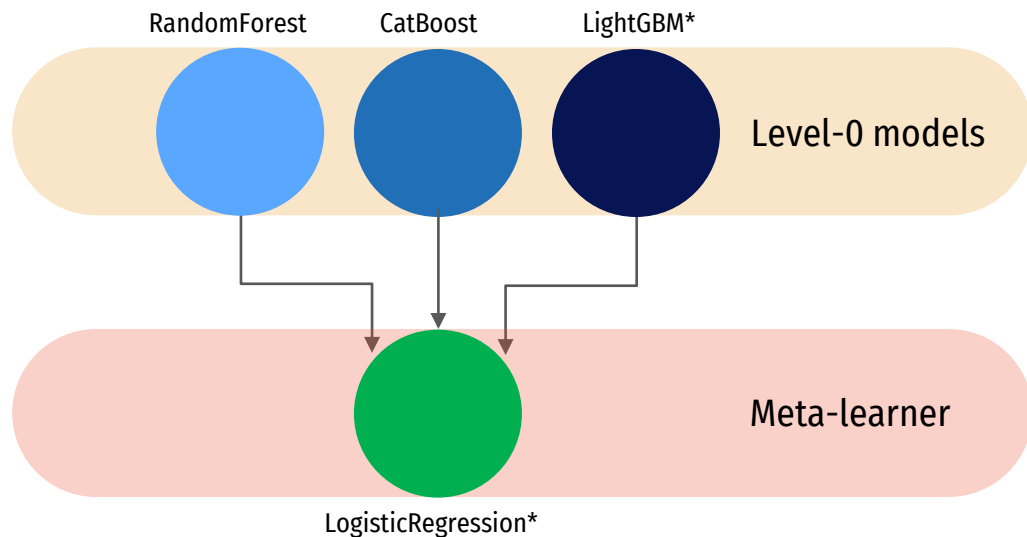 RandomForest
CatBoost
LightGBM*
Level-0 models
Meta-learner
LogisticRegression*